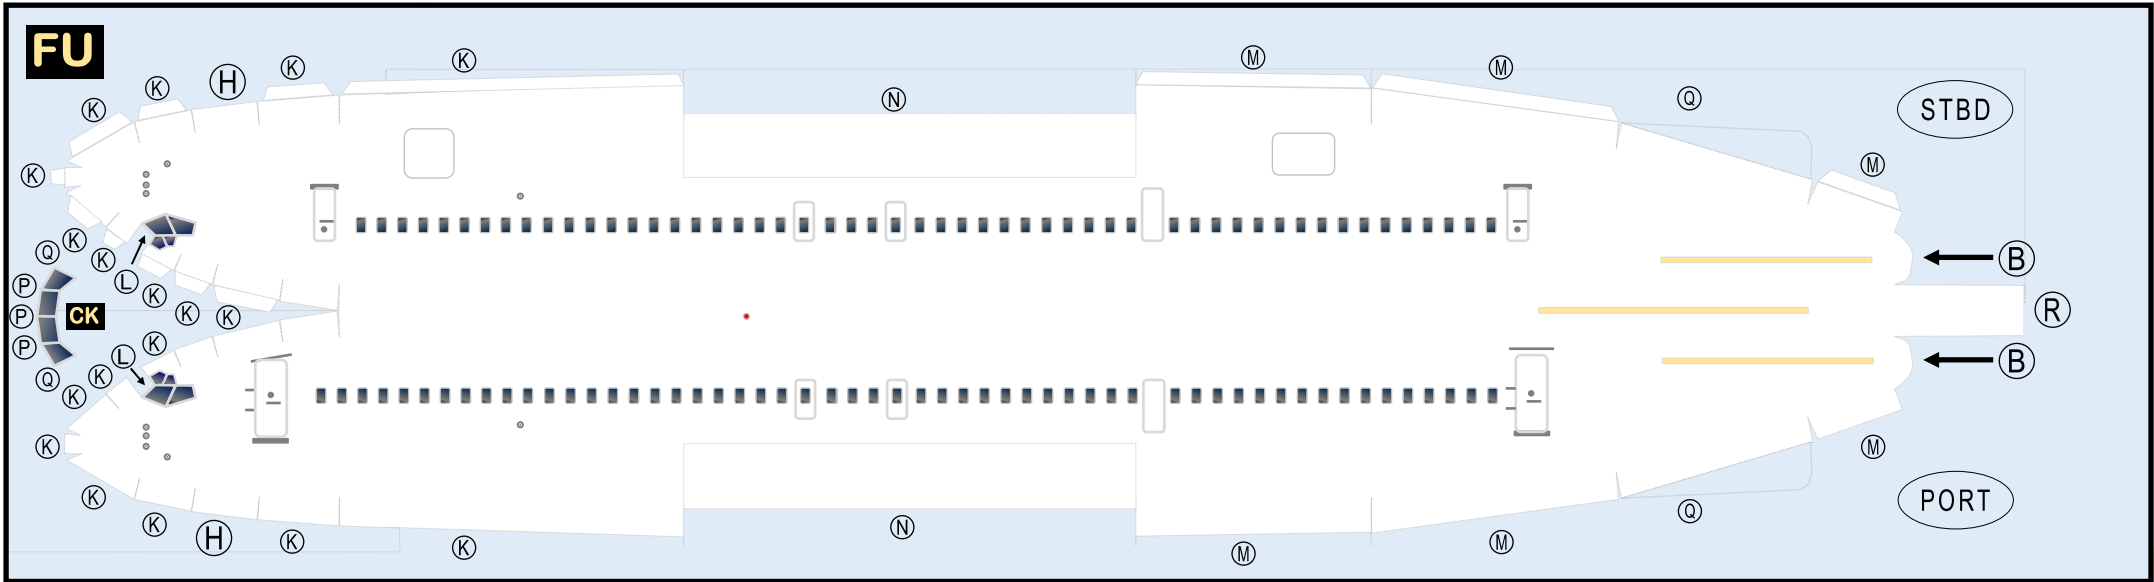 FU
K K K K K H M M N Q STBD
K M
Q K K L B
P K K K
P CK R
P K L B
Q K K
K M
K PORT
K H K K N M M Q